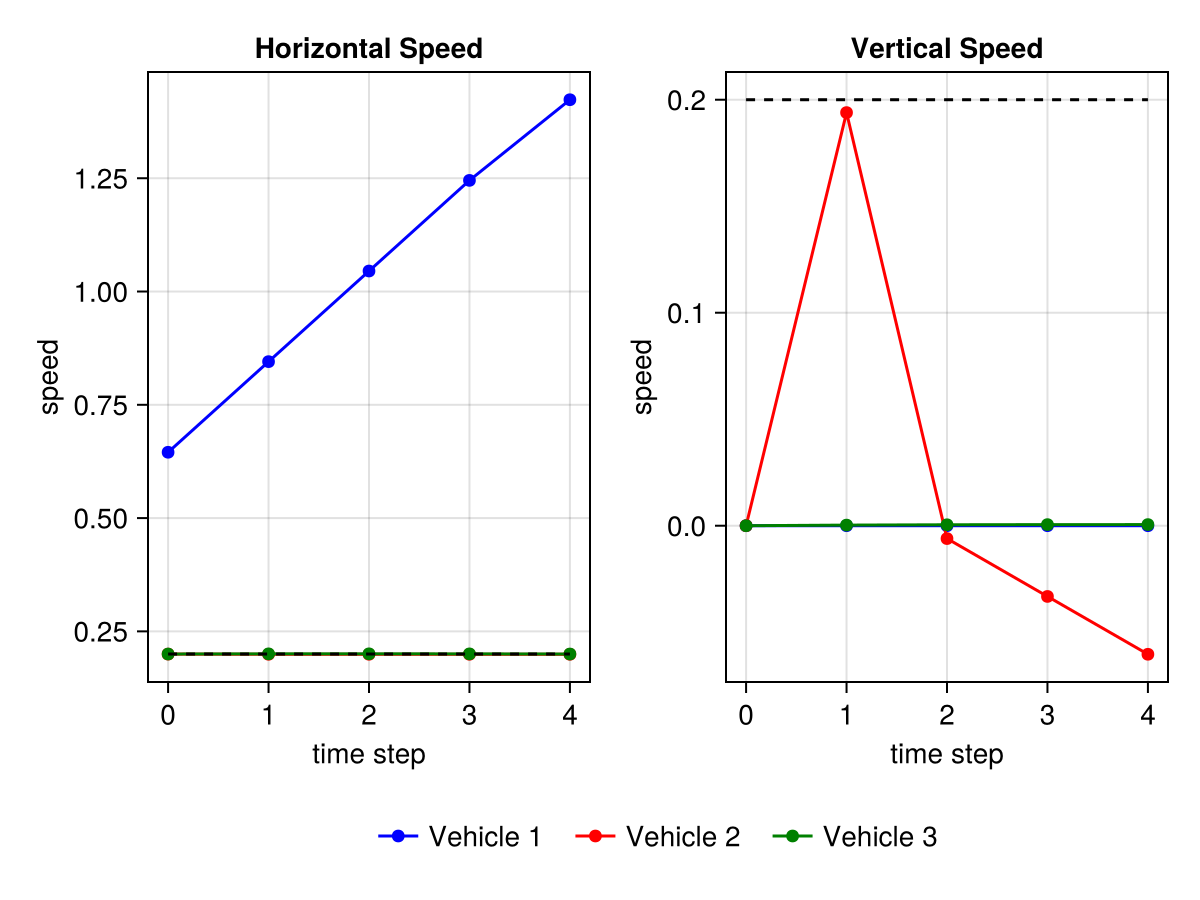 Horizontal Speed
speed
1.25
1.00
0.75
0.50
0.25
0 1 2 3 4
time step
Vertical Speed
speed
0.2
0.1
0.0
0 1 2 3 4
time step
Vehicle 1 Vehicle 2 Vehicle 3